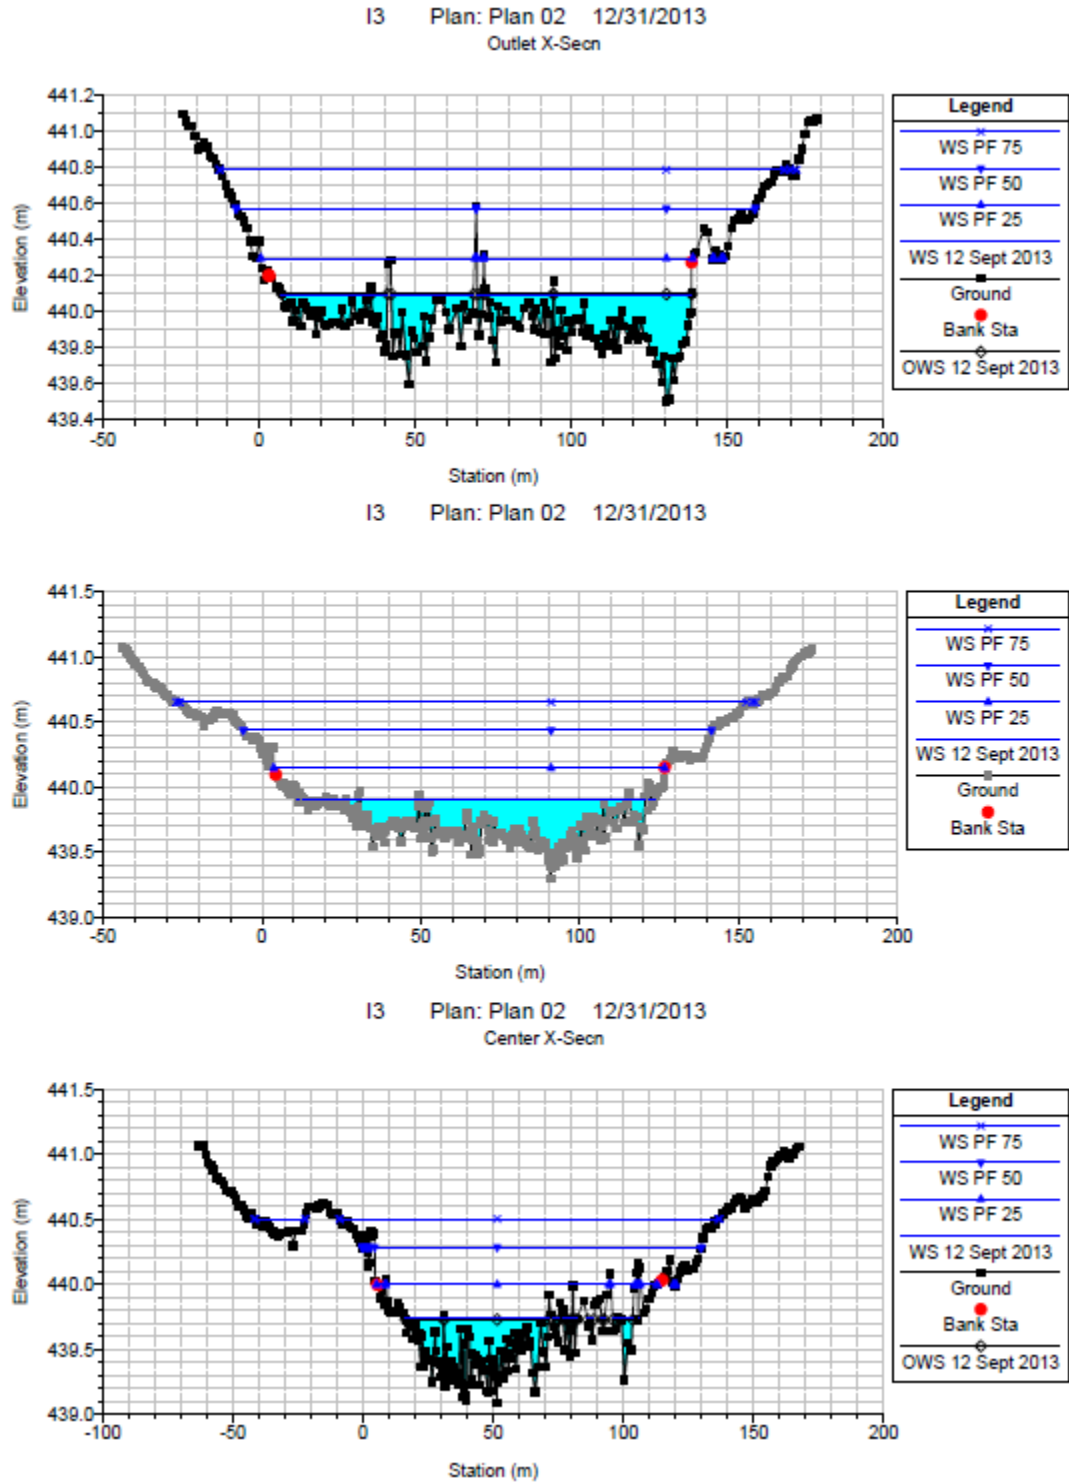 I3 Plan: Plan 02 12/31/2013
Outlet X-Secn
441.2
441.0
440.8
440.6
440.4
440.2
440.0
439.8
439.6
439.4
-50
0
50
100
150
200
Elevation (m)
Station (m)
Legend
WS PF 75
WS PF 50
WS PF 25
WS 12 Sept 2013
Ground
Bank Sta
OWS 12 Sept 2013
I3 Plan: Plan 02 12/31/2013
441.5
441.0
440.5
440.0
439.5
439.0
-50
0
50
100
150
200
Elevation (m)
Station (m)
Legend
WS PF 75
WS PF 50
WS PF 25
WS 12 Sept 2013
Ground
Bank Sta
I3 Plan: Plan 02 12/31/2013
Center X-Secn
441.5
441.0
440.5
440.0
439.5
439.0
-100
-50
0
50
100
150
200
Elevation (m)
Station (m)
Legend
WS PF 75
WS PF 50
WS PF 25
WS 12 Sept 2013
Ground
Bank Sta
OWS 12 Sept 2013